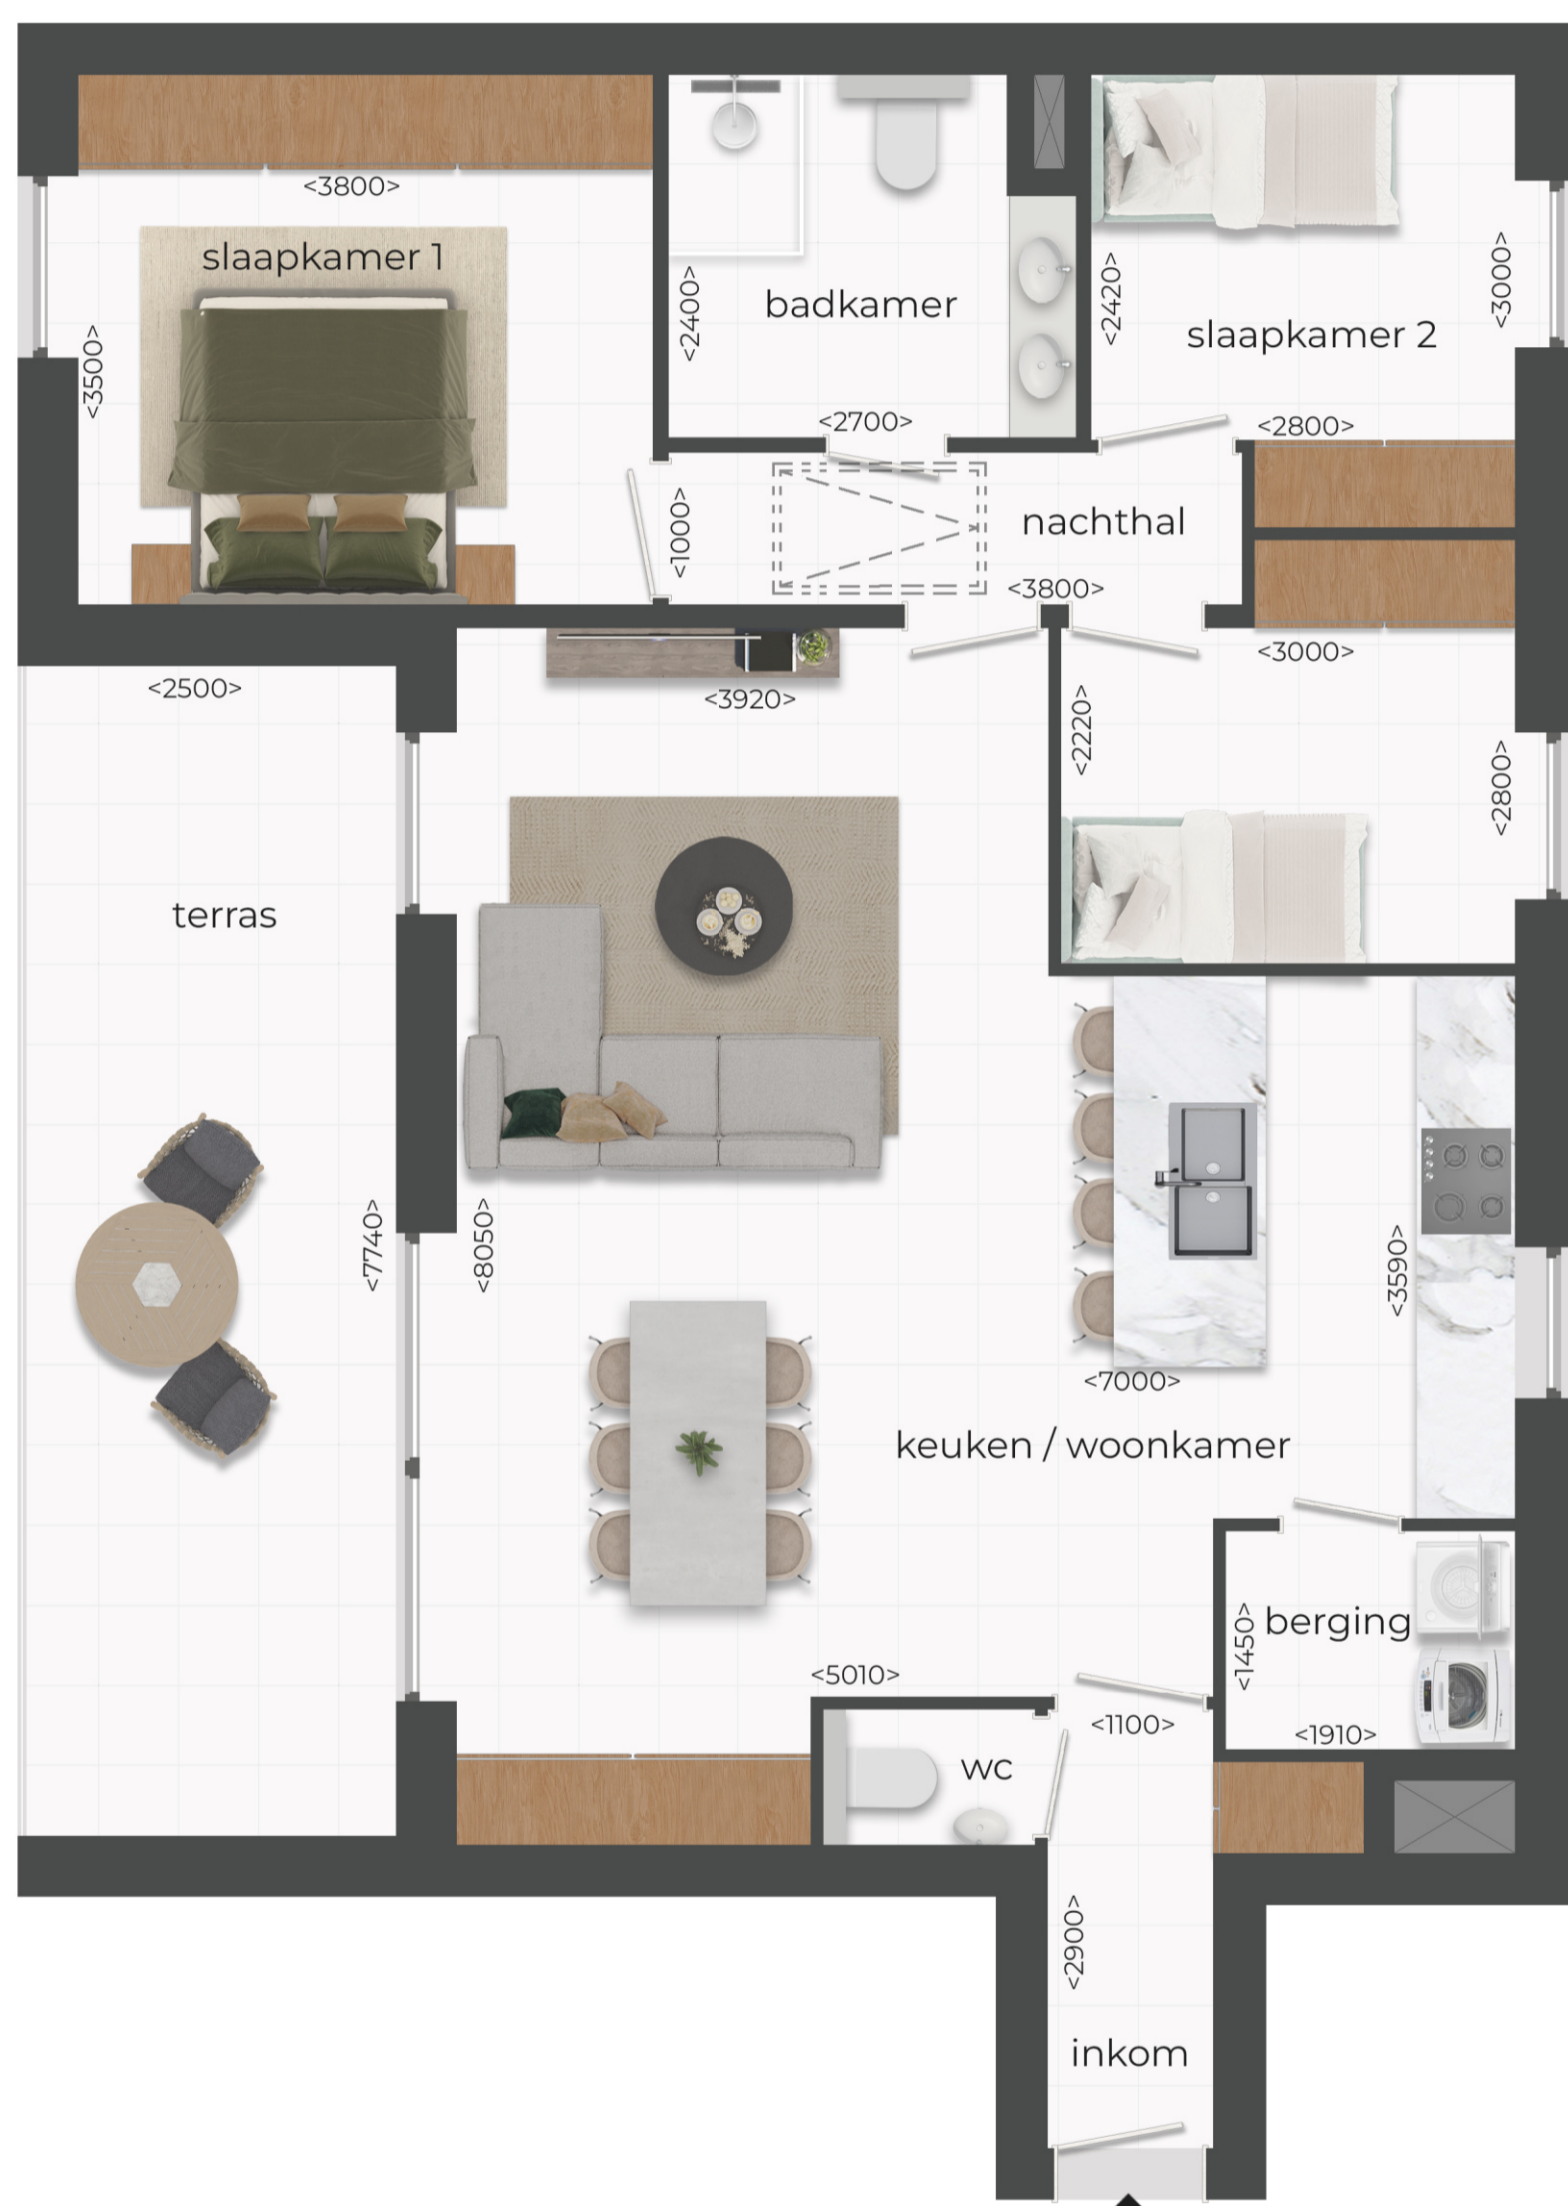 <3800>
slaapkamer 1
<3500>
<2400>
badkamer
<2700>
<2420>
slaapkamer 2
<3000>
<2800>
<1000>
nachthal
<3800>
<3000>
<2500>
<3920>
<2220>
<2800>
terras
<7740>
<8050>
<3590>
<7000>
keuken / woonkamer
<1450>
berging
<5010>
<1100>
<1910>
wc
<2900>
inkom